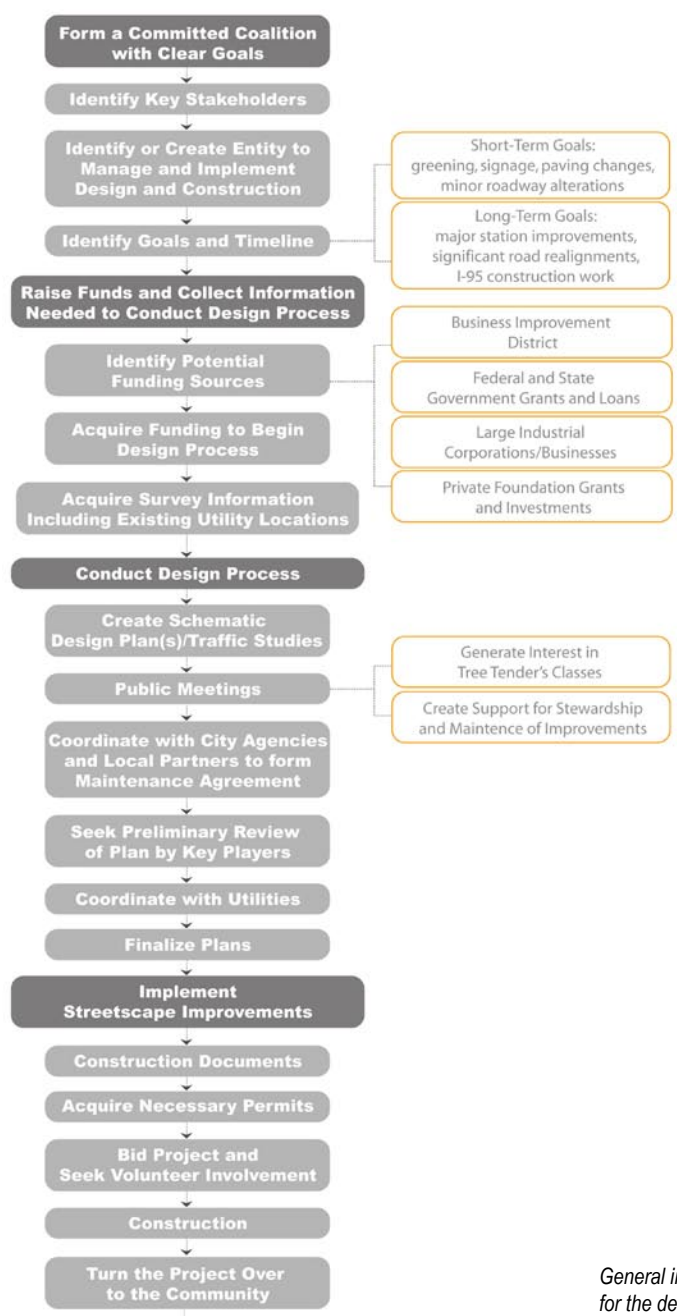 Form a Committed Coalition
with Clear Goals
Identify Key Stakeholders
Identify or Create Entity to
Manage and Implement
Design and Construction
Identify Goals and Timeline
Short-Term Goals:
greening, signage, paving changes,
minor roadway alterations
Long-Term Goals:
major station improvements,
significant road realignments,
I-95 construction work
Raise Funds and Collect Information
Needed to Conduct Design Process
Identify Potential
Funding Sources
Business Improvement
District
Federal and State
Government Grants and Loans
Large Industrial
Corporations/Businesses
Private Foundation Grants
and Investments
Acquire Funding to Begin
Design Process
Acquire Survey Information
Including Existing Utility Locations
Conduct Design Process
Create Schematic
Design Plan(s)/Traffic Studies
Public Meetings
Generate Interest in
Tree Tender's Classes
Create Support for Stewardship
and Maintence of Improvements
Coordinate with City Agencies
and Local Partners to form
Maintenance Agreement
Seek Preliminary Review
of Plan by Key Players
Coordinate with Utilities
Finalize Plans
Implement
Streetscape Improvements
Construction Documents
Acquire Necessary Permits
Bid Project and
Seek Volunteer Involvement
Construction
Turn the Project Over
to the Community
General
for the